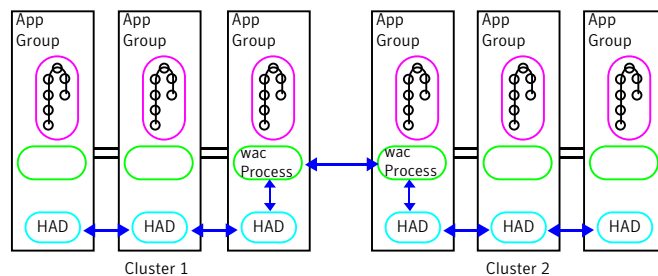 App
Group
App
Group
App
Group
App
Group
App
Group
App
Group
wac
Process
wac
Process
HAD
HAD
HAD
HAD
HAD
HAD
Cluster 1
Cluster 2